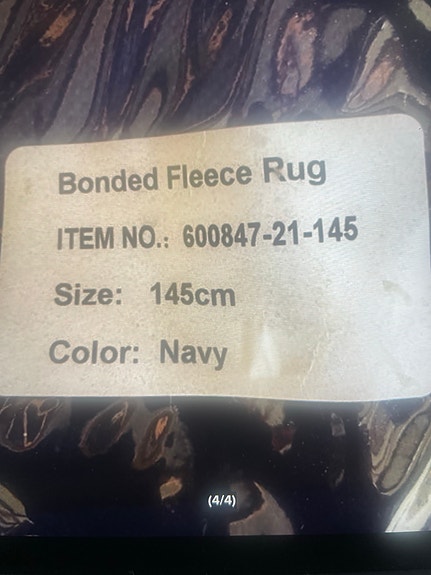 Bonded Fleece Rug
ITEM NO.: 600847-21-145
Size: 145cm
Color: Navy
(4/4)